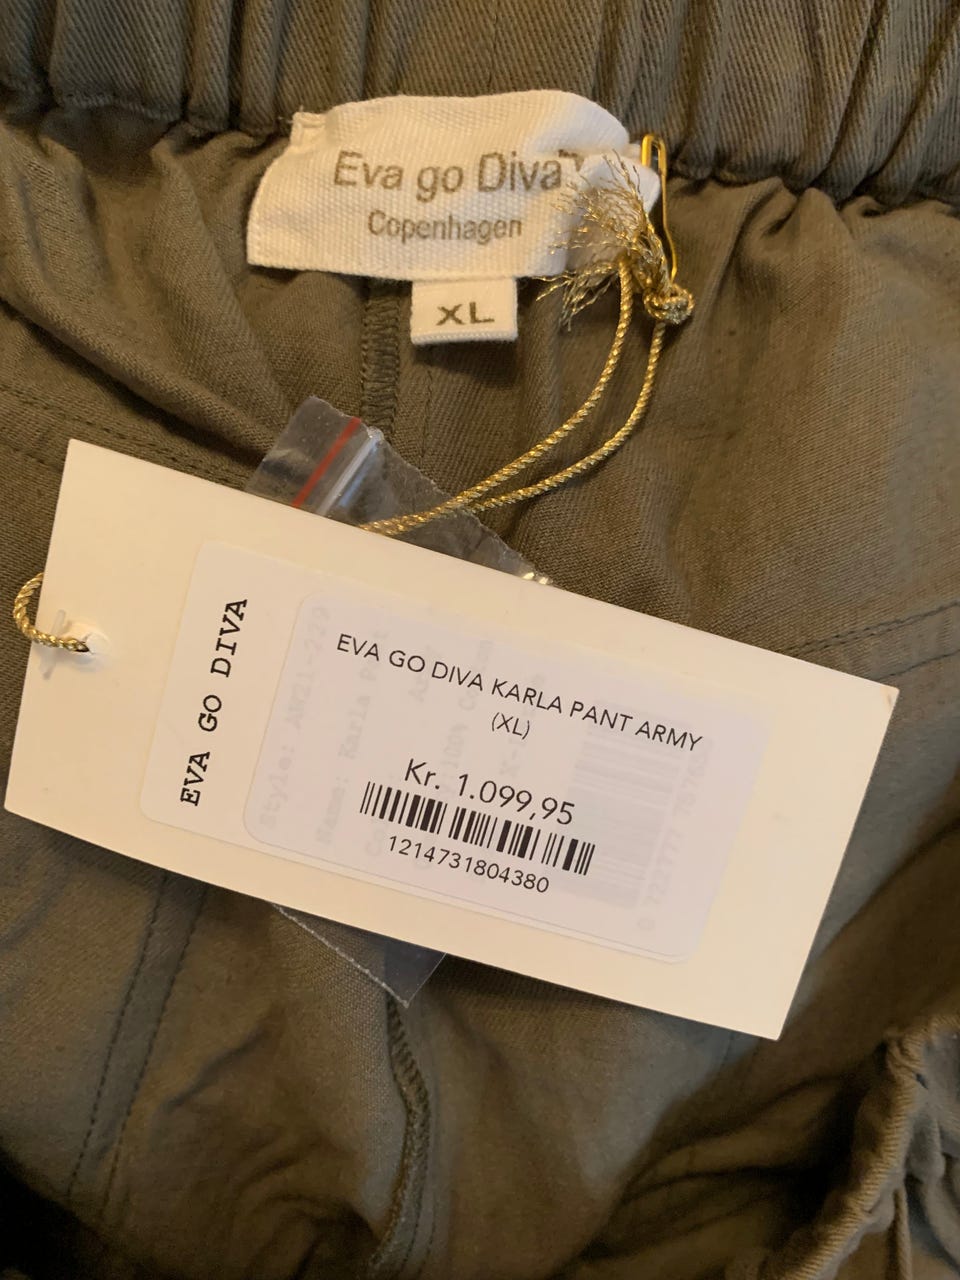 Eva go Diva
Copenhagen
XL
EVA GO DIVA
EVA GO DIVA KARLA PANT ARMY
(XL)
Kr. 1.099,95
1214731804380